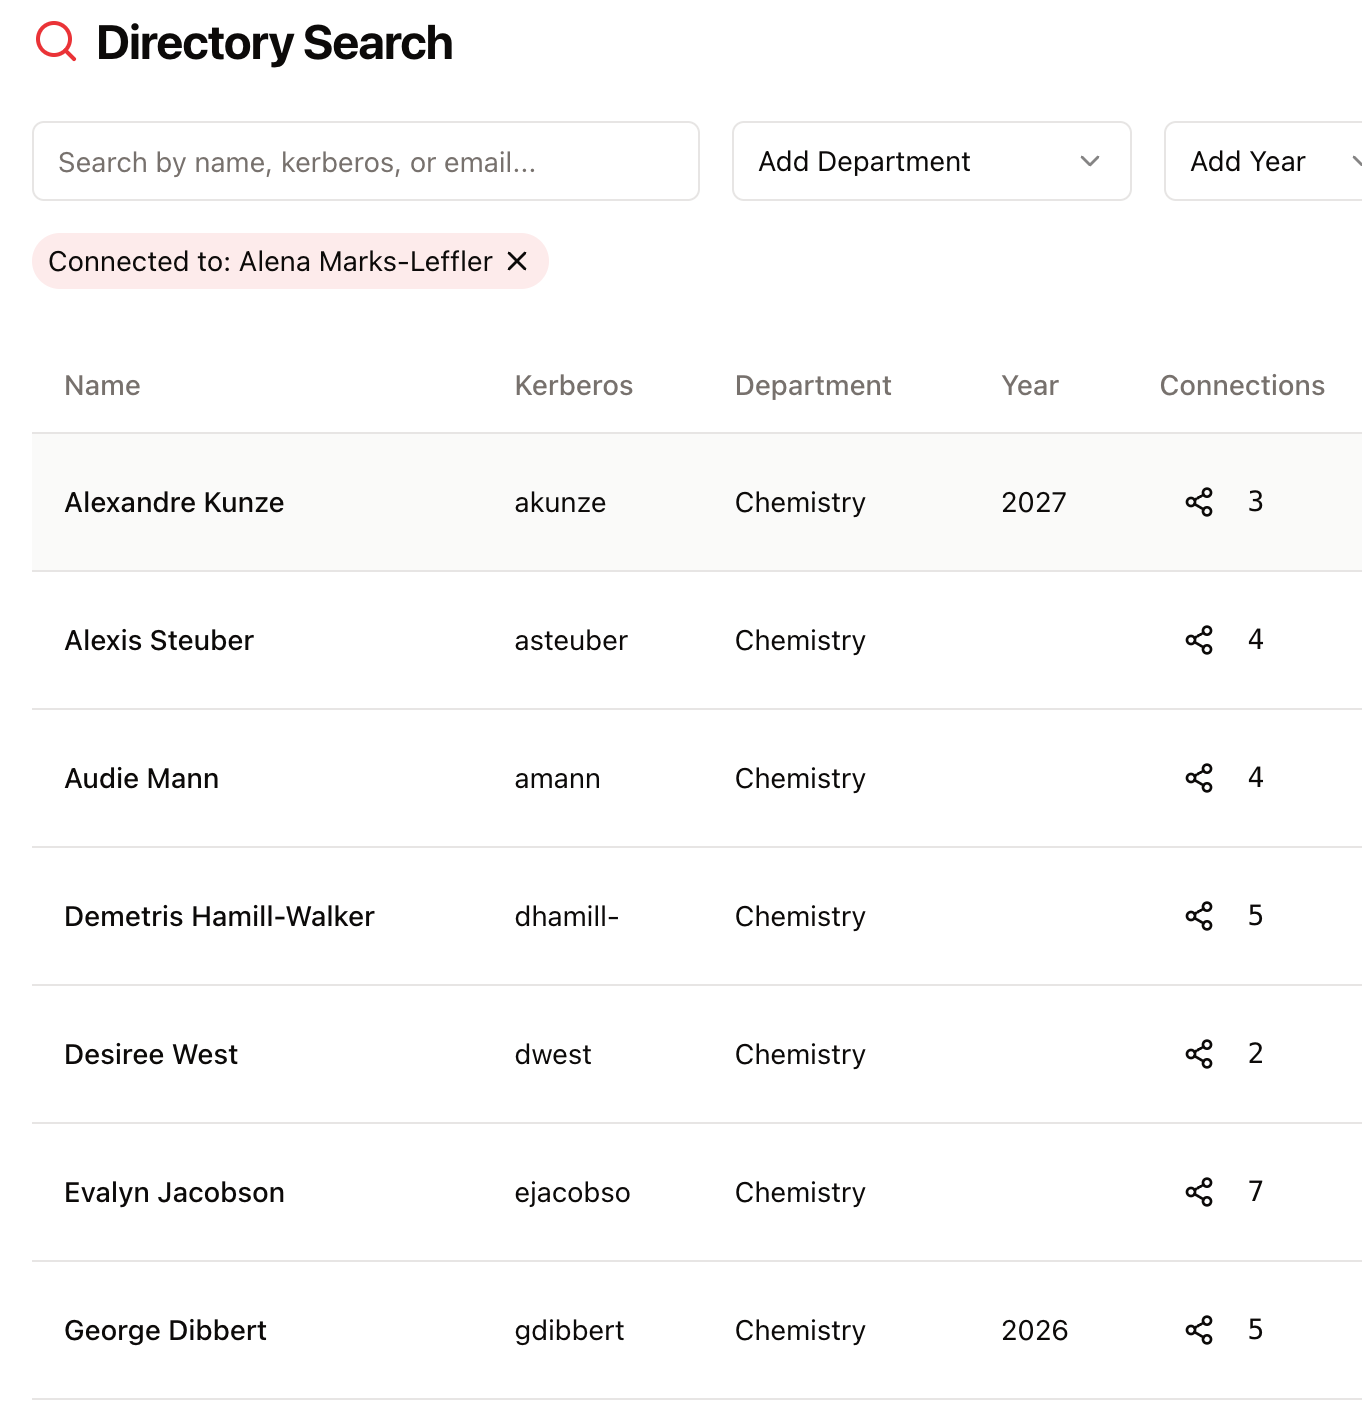 Directory Search
Search by name, kerberos, or email...
Add Department
Add Year
Connected to: Alena Marks-Leffler ×
Name Kerberos Department Year Connections
Alexandre Kunze akunze Chemistry 2027 3
Alexis Steuber asteuber Chemistry 4
Audie Mann amann Chemistry 4
Demetris Hamill-Walker dhamill- Chemistry 5
Desiree West dwest Chemistry 2
Evalyn Jacobson ejacobso Chemistry 7
George Dibbert gdibbert Chemistry 2026 5